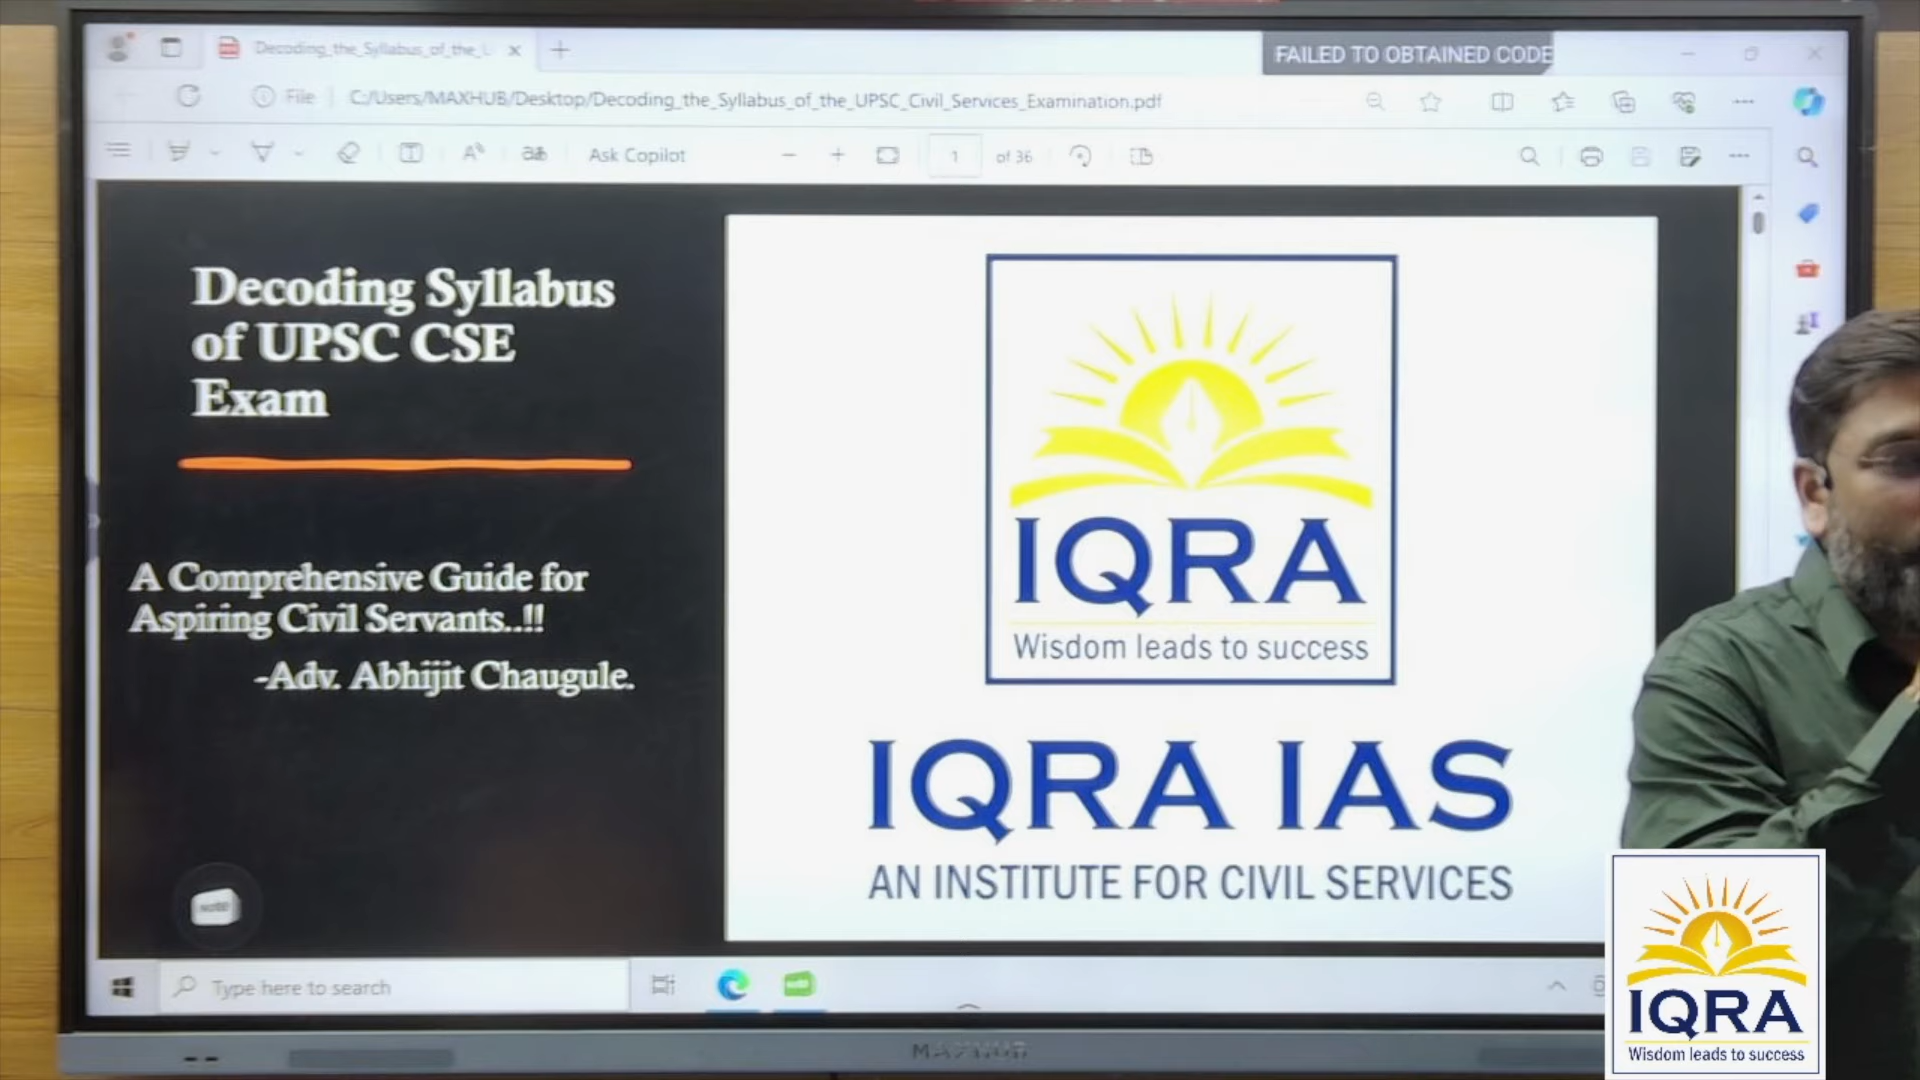 Decoding_the_Syllabus_of_the_U
FAILED TO OBTAINED CODE
File
C:/Users/MAXHUB/Desktop/Decoding_the_Syllabus_of_the_UPSC_Civil_Services_Examination.pdf
Ask Copilot
1 of 36
Decoding Syllabus
of UPSC CSE
Exam
A Comprehensive Guide for
Aspiring Civil Servants..!!
-Adv. Abhijit Chaugule.
IQRA
Wisdom leads to success
IQRA IAS
AN INSTITUTE FOR CIVIL SERVICES
Type here to search
MAXHUB
IQRA
Wisdom leads to success